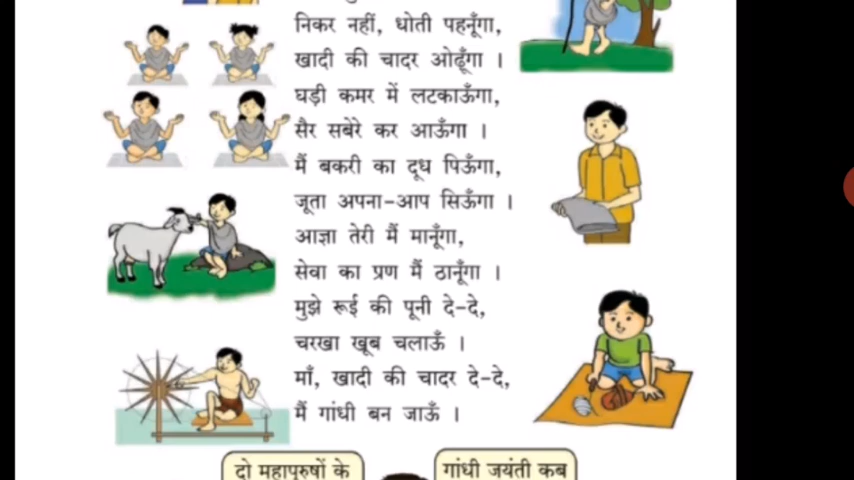 निकर नहीं, धोती पहनूँगा,
खादी की चादर ओढ़ूँगा ।
घड़ी कमर में लटकाऊँगा,
सैर सबेरे कर आऊँगा ।
मैं बकरी का दूध पिऊँगा,
जूता अपना-आप सिऊँगा ।
आज्ञा तेरी मैं मानूँगा,
सेवा का प्रण मैं ठानूँगा ।
मुझे रूई की पूनी दे-दे,
चरखा खूब चलाऊँ ।
माँ, खादी की चादर दे-दे,
मैं गांधी बन जाऊँ ।
दो महापुरुषों के
गांधी जयंती कब